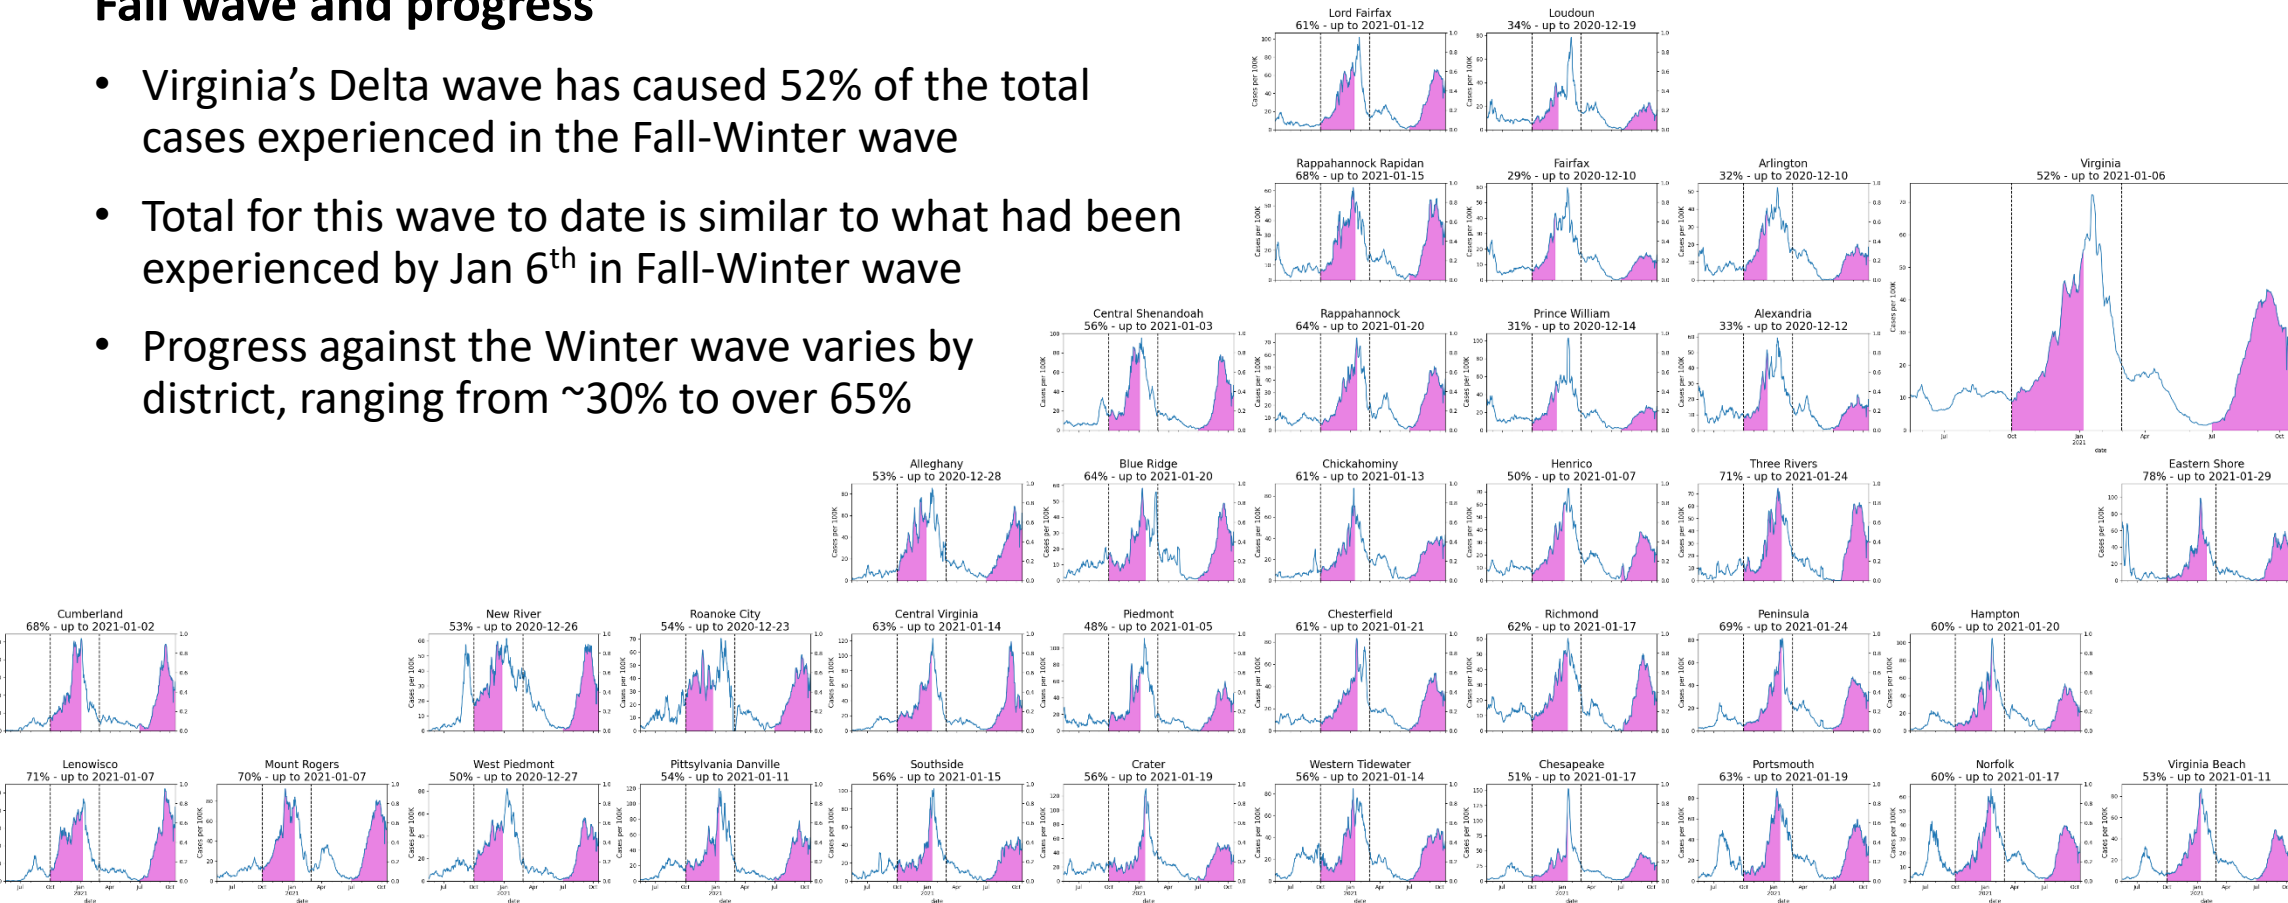 Fall wave and progress
• Virginia’s Delta wave has caused 52% of the total
cases experienced in the Fall-Winter wave
• Total for this wave to date is similar to what had been
experienced by Jan 6th in Fall-Winter wave
• Progress against the Winter wave varies by
district, ranging from ~30% to over 65%
Lord Fairfax
61% - up to 2021-01-12
Loudoun
34% - up to 2020-12-19
Rappahannock Rapidan
68% - up to 2021-01-15
Fairfax
29% - up to 2020-12-10
Arlington
32% - up to 2020-12-10
Virginia
52% - up to 2021-01-06
Central Shenandoah
56% - up to 2021-01-03
Rappahannock
64% - up to 2021-01-20
Prince William
31% - up to 2020-12-14
Alexandria
33% - up to 2020-12-12
Cases per 100K
Jul Oct Jan Apr Jul Oct
2021
date
Alleghany
53% - up to 2020-12-28
Blue Ridge
64% - up to 2021-01-20
Chickahominy
61% - up to 2021-01-13
Henrico
50% - up to 2021-01-07
Three Rivers
71% - up to 2021-01-24
Eastern Shore
78% - up to 2021-01-29
Cumberland
68% - up to 2021-01-02
New River
53% - up to 2020-12-26
Roanoke City
54% - up to 2020-12-23
Central Virginia
63% - up to 2021-01-14
Piedmont
48% - up to 2021-01-05
Chesterfield
61% - up to 2021-01-21
Richmond
62% - up to 2021-01-17
Peninsula
69% - up to 2021-01-24
Hampton
60% - up to 2021-01-20
Lenowisco
71% - up to 2021-01-07
Mount Rogers
70% - up to 2021-01-07
West Piedmont
50% - up to 2020-12-27
Pittsylvania Danville
54% - up to 2021-01-11
Southside
56% - up to 2021-01-15
Crater
56% - up to 2021-01-19
Western Tidewater
56% - up to 2021-01-14
Chesapeake
51% - up to 2021-01-17
Portsmouth
63% - up to 2021-01-19
Norfolk
60% - up to 2021-01-17
Virginia Beach
53% - up to 2021-01-11